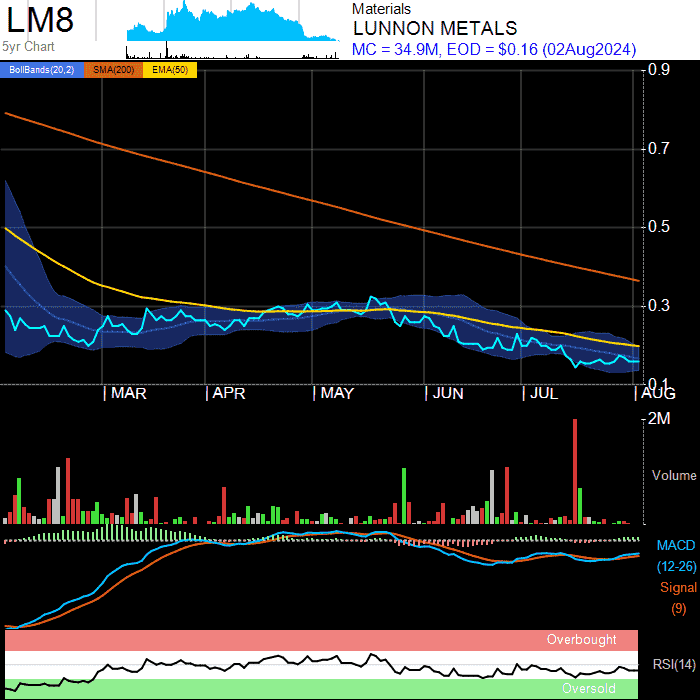 LM8
5yr Chart
Materials
LUNNON METALS
MC = 34.9M, EOD = $0.16 (02Aug2024)
BollBands(20,2) SMA(200) EMA(50)
0.9
0.7
0.5
0.3
0.1
MAR APR MAY JUN JUL AUG
2M
Volume
MACD
(12-26)
Signal
(9)
Overbought
RSI(14)
Oversold